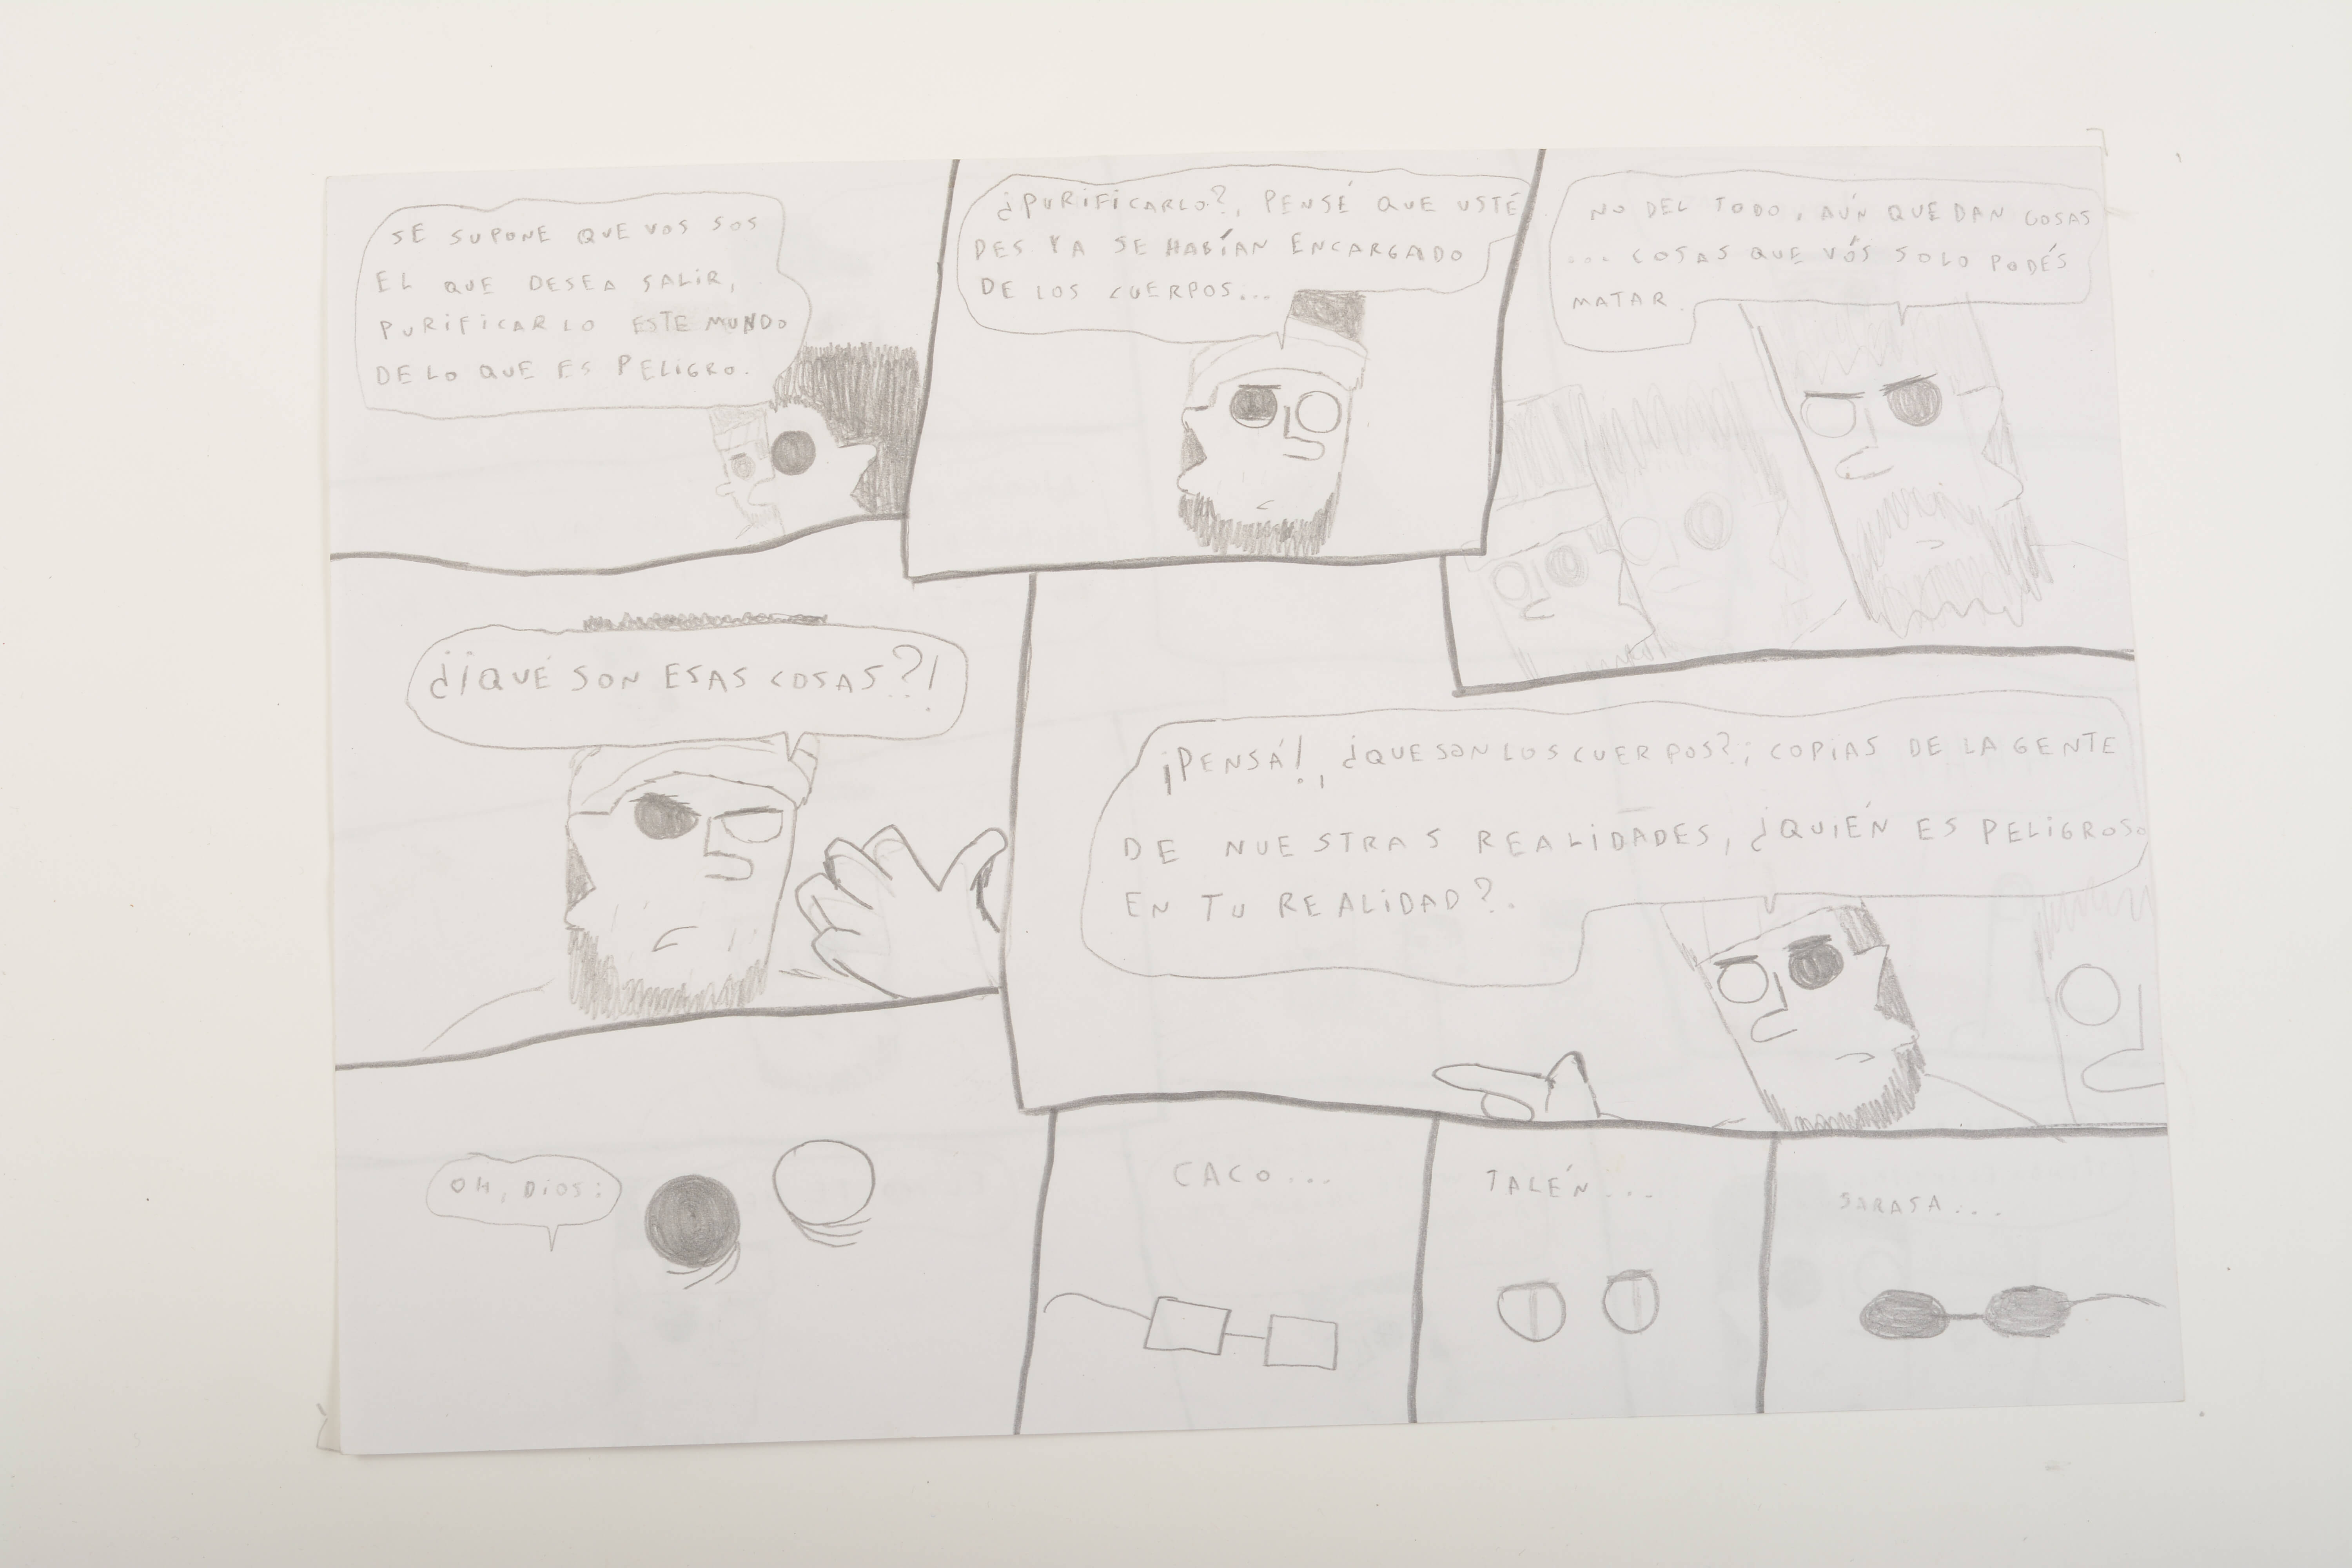 SE SUPONE QUE VOS SOS
EL QUE DESEA SALIR,
PURIFICARLO ESTE MUNDO
DE LO QUE ES PELIGRO.
¿PURIFICARLO?, PENSÉ QUE USTE
DES YA SE HABÍAN ENCARGADO
DE LOS CUERPOS...
NO DEL TODO, AÚN QUEDAN COSAS
... COSAS QUE VÓS SOLO PODÉS
MATAR.
¿¡QUÉ SON ESAS COSAS?!
¡PENSÁ!, ¿QUE SON LOS CUERPOS?; COPIAS DE LA GENTE
DE NUESTRAS REALIDADES, ¿QUIÉN ES PELIGROSO
EN TU REALIDAD?.
OH, DIOS:
CACO...
TALÉN...
SARASA...